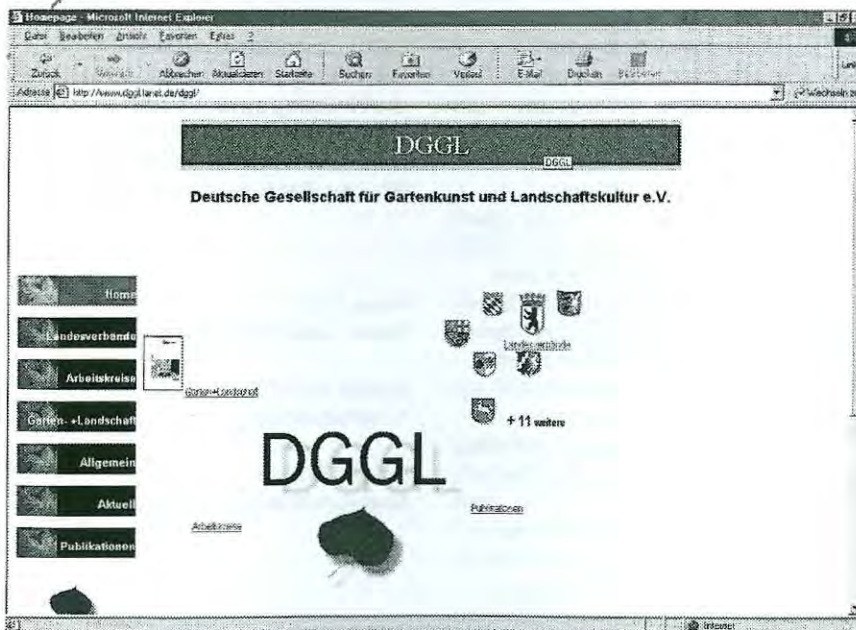 Homepage - Microsoft Internet Explorer
Datei Bearbeiten Ansicht Favoriten Extras ?
Zurück Abbrechen Aktualisieren Startseite Suchen Favoriten Verlauf E-Mail Drucken
Adresse http://www.dggl.lanet.de/dggl/ Wechseln zu
DGGL
DGGL
Deutsche Gesellschaft für Gartenkunst und Landschaftskultur e.V.
Home
Landesverbände
Arbeitskreise
Garten- +Landschaft
Allgemein
Aktuell
Publikationen
Garten+Landschaft
Landesverbände
+ 11 weitere
DGGL
Publikationen
Arbeitskreise
Internet